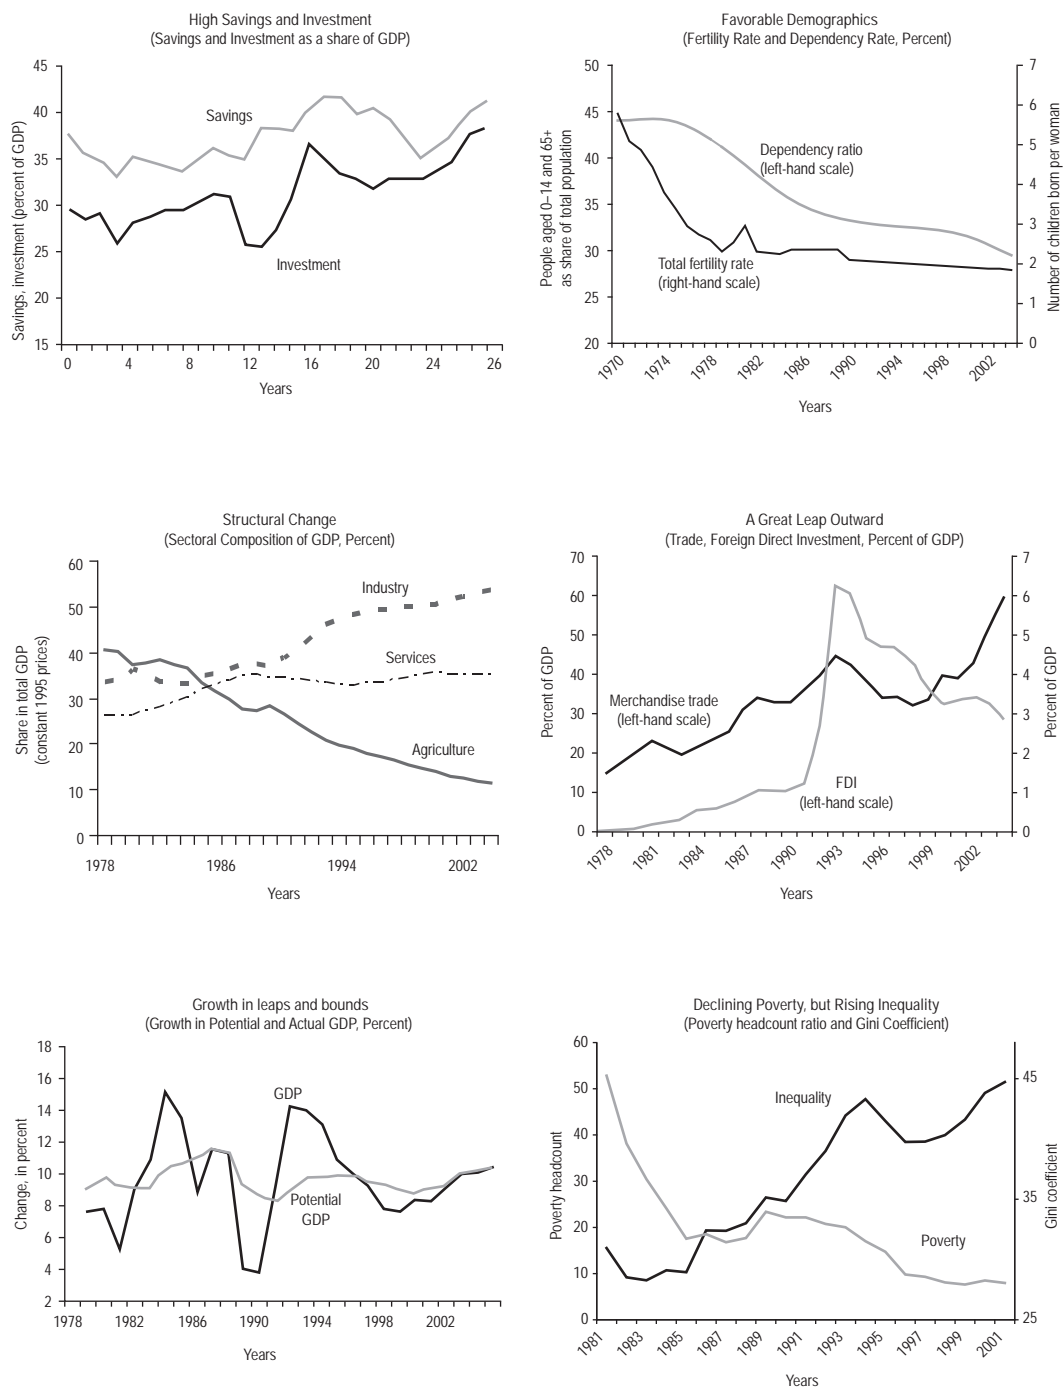 High Savings and Investment
(Savings and Investment as a share of GDP)
45
40
35
30
25
20
15
Savings, investment (percent of GDP)
Savings
Investment
0 4 8 12 16 20 24 26
Years
Favorable Demographics
(Fertility Rate and Dependency Rate, Percent)
50
45
40
35
30
25
20
People aged 0–14 and 65+
as share of total population
7
6
5
4
3
2
1
0
Number of children born per woman
Dependency ratio
(left-hand scale)
Total fertility rate
(right-hand scale)
1970 1974 1978 1982 1986 1990 1994 1998 2002
Years
Structural Change
(Sectoral Composition of GDP, Percent)
60
50
40
30
20
10
0
Share in total GDP
(constant 1995 prices)
Industry
Services
Agriculture
1978 1986 1994 2002
Years
A Great Leap Outward
(Trade, Foreign Direct Investment, Percent of GDP)
70
60
50
40
30
20
10
0
Percent of GDP
7
6
5
4
3
2
1
0
Percent of GDP
Merchandise trade
(left-hand scale)
FDI
(left-hand scale)
1978 1981 1984 1987 1990 1993 1996 1999 2002
Years
Growth in leaps and bounds
(Growth in Potential and Actual GDP, Percent)
18
16
14
12
10
8
6
4
2
Change, in percent
GDP
Potential
GDP
1978 1982 1986 1990 1994 1998 2002
Years
Declining Poverty, but Rising Inequality
(Poverty headcount ratio and Gini Coefficient)
60
50
40
30
20
10
0
Poverty headcount
45
35
25
Gini coefficient
Inequality
Poverty
1981 1983 1985 1987 1989 1991 1993 1995 1997 1999 2001
Years